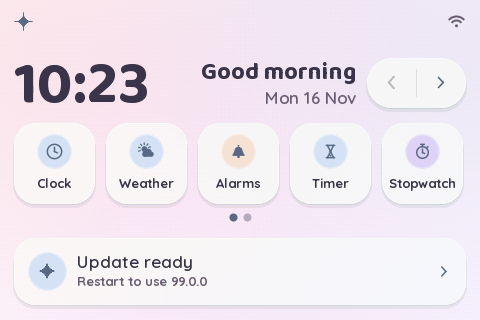 10:23
Good morning
Mon 16 Nov
Clock
Weather
Alarms
Timer
Stopwatch
Update ready
Restart to use 99.0.0